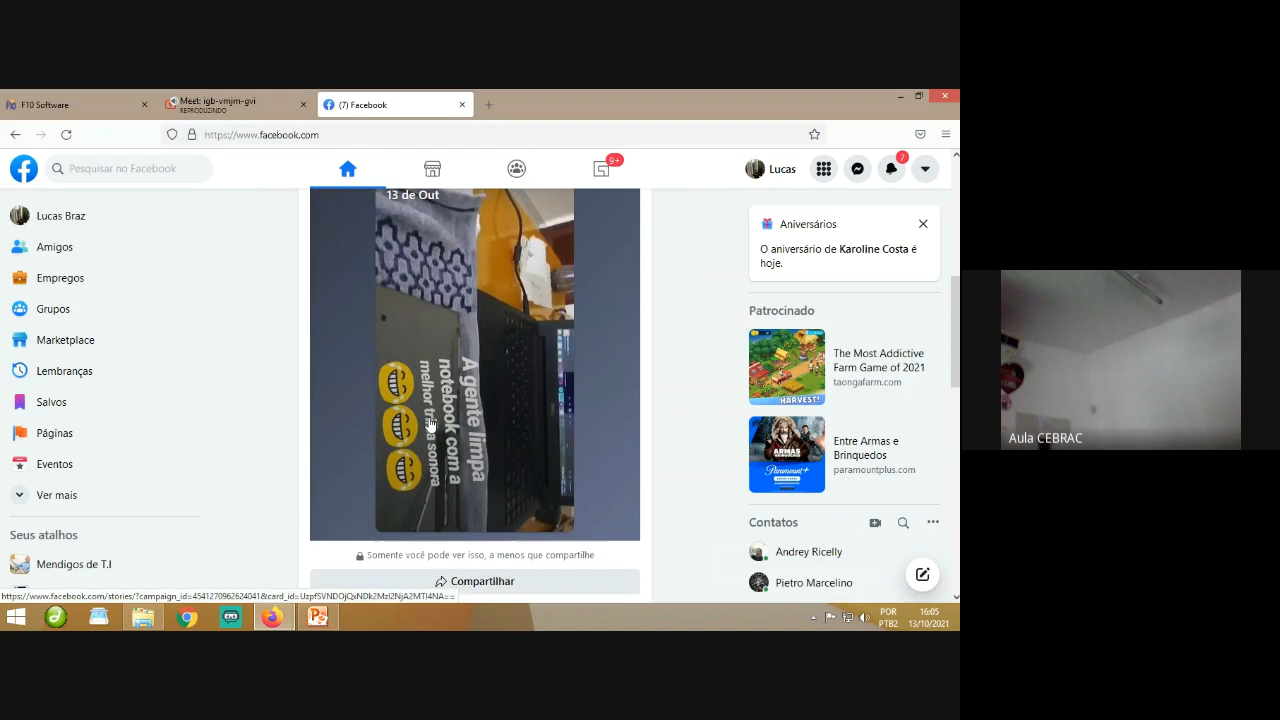 F10 Software
Meet: igb-vmjm-gvi
REPRODUZINDO
(7) Facebook
https://www.facebook.com
Pesquisar no Facebook
9+
Lucas
7
Lucas Braz
Amigos
Empregos
Grupos
Marketplace
Lembranças
Salvos
Páginas
Eventos
Ver mais
Seus atalhos
Mendigos de T.I
13 de Out
A gente limpa
notebook com a
melhor sonora
Somente você pode ver isso, a menos que compartilhe
Compartilhar
Aniversários
O aniversário de Karoline Costa é
hoje.
Patrocinado
HARVEST!
The Most Addictive
Farm Game of 2021
taongafarm.com
ARMAS
BRINQUEDOS
Paramount+
Entre Armas e
Brinquedos
paramountplus.com
Contatos
Andrey Ricelly
Pietro Marcelino
POR
PTB2
16:05
13/10/2021
Aula CEBRAC